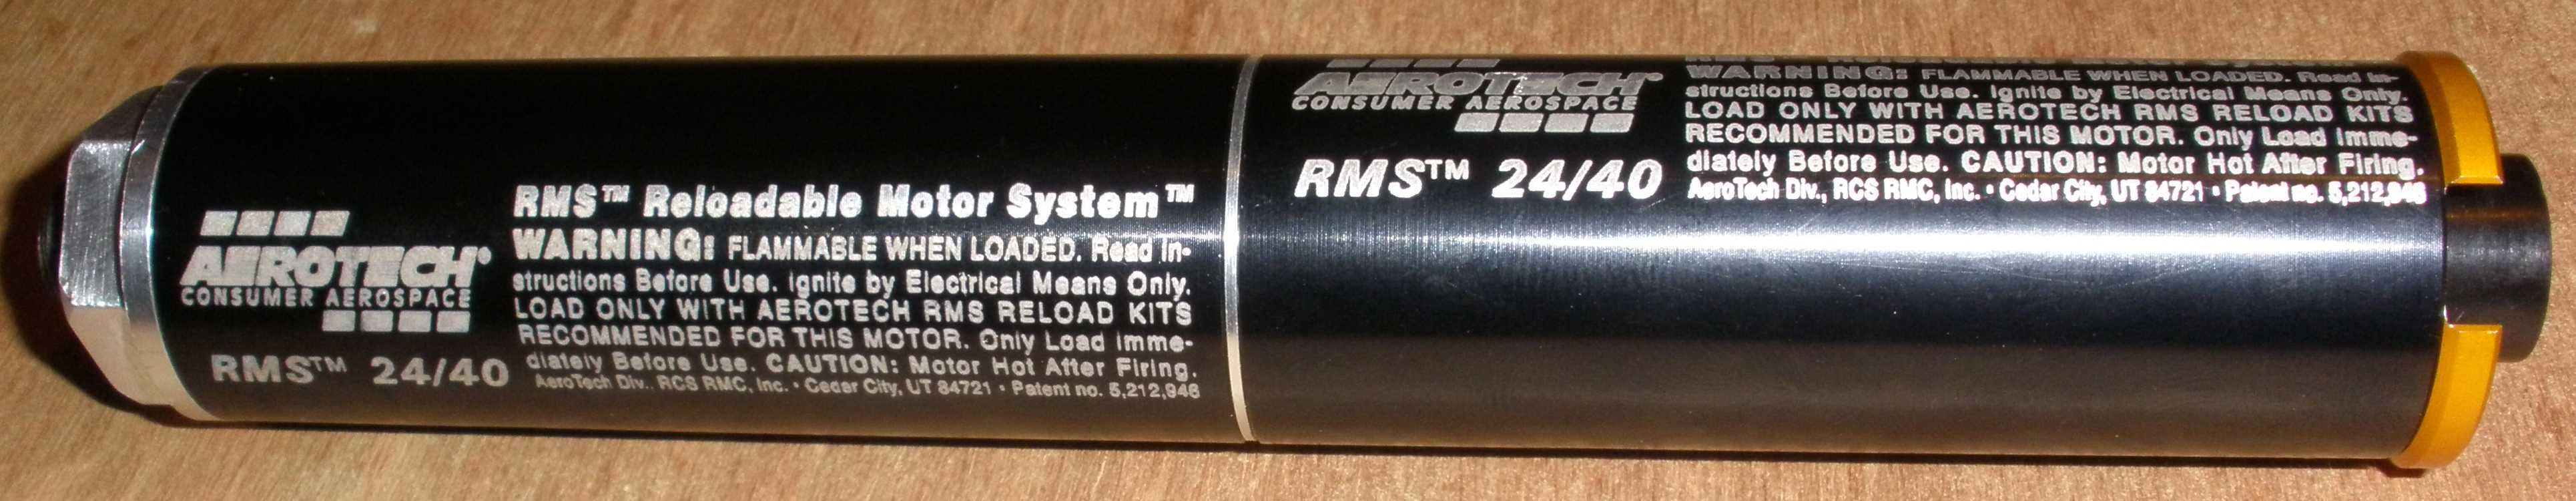 AEROTECH®
CONSUMER AEROSPACE
RMS™ 24/40
RMS™ Reloadable Motor System™
WARNING: FLAMMABLE WHEN LOADED. Read In-
structions Before Use. Ignite by Electrical Means Only.
LOAD ONLY WITH AEROTECH RMS RELOAD KITS
RECOMMENDED FOR THIS MOTOR. Only Load Imme-
diately Before Use. CAUTION: Motor Hot After Firing.
AeroTech Div., RCS RMC, Inc. • Cedar City, UT 84721 • Patent no. 5,212,946
AEROTECH®
CONSUMER AEROSPACE
RMS™ 24/40
WARNING: FLAMMABLE WHEN LOADED. Read In-
structions Before Use. Ignite by Electrical Means Only.
LOAD ONLY WITH AEROTECH RMS RELOAD KITS
RECOMMENDED FOR THIS MOTOR. Only Load Imme-
diately Before Use. CAUTION: Motor Hot After Firing.
AeroTech Div., RCS RMC, Inc. • Cedar City, UT 84721 • Patent no. 5,212,946